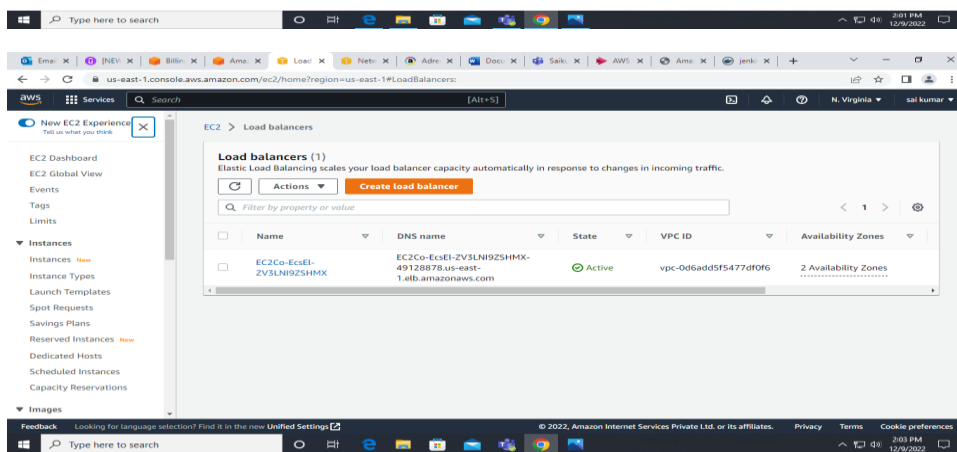 Type here to search
2:01 PM
12/9/2022
Emai
(NEW
Billin
Ama
Load
Netv
Adre
Docu
Saiku
AWS
Ama
jenki
us-east-1.console.aws.amazon.com/ec2/home?region=us-east-1#LoadBalancers:
aws Services Search [Alt+S] N. Virginia sai kumar
New EC2 Experience
Tell us what you think
EC2 Dashboard
EC2 Global View
Events
Tags
Limits
Instances
Instances New
Instance Types
Launch Templates
Spot Requests
Savings Plans
Reserved Instances New
Dedicated Hosts
Scheduled Instances
Capacity Reservations
Images
EC2 > Load balancers
Load balancers (1)
Elastic Load Balancing scales your load balancer capacity automatically in response to changes in incoming traffic.
Actions Create load balancer
Filter by property or value
1
Name DNS name State VPC ID Availability Zones
EC2Co-EcsEl-
ZV3LNI9ZSHMX
EC2Co-EcsEl-ZV3LNI9ZSHMX-
49128878.us-east-
1.elb.amazonaws.com
Active
vpc-0d6add5f5477df0f6
2 Availability Zones
Feedback Looking for language selection? Find it in the new Unified Settings © 2022, Amazon Internet Services Private Ltd. or its affiliates. Privacy Terms Cookie preferences
Type here to search
2:03 PM
12/9/2022